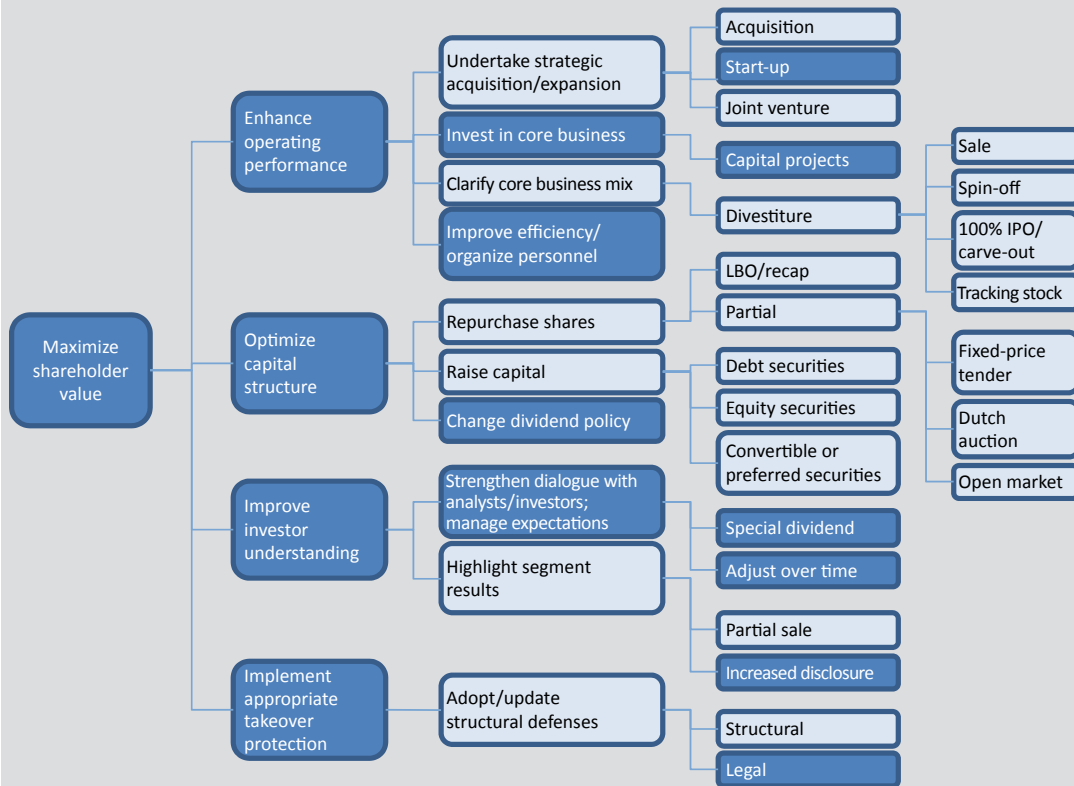 Maximize
shareholder
value
Enhance
operating
performance
Optimize
capital
structure
Improve
investor
understanding
Implement
appropriate
takeover
protection
Undertake strategic
acquisition/expansion
Invest in core business
Clarify core business mix
Improve efficiency/
organize personnel
Repurchase shares
Raise capital
Change dividend policy
Strengthen dialogue with
analysts/investors;
manage expectations
Highlight segment
results
Adopt/update
structural defenses
Acquisition
Start-up
Joint venture
Capital projects
Divestiture
LBO/recap
Partial
Debt securities
Equity securities
Convertible or
preferred securities
Special dividend
Adjust over time
Partial sale
Increased disclosure
Structural
Legal
Sale
Spin-off
100% IPO/
carve-out
Tracking stock
Fixed-price
tender
Dutch
auction
Open market